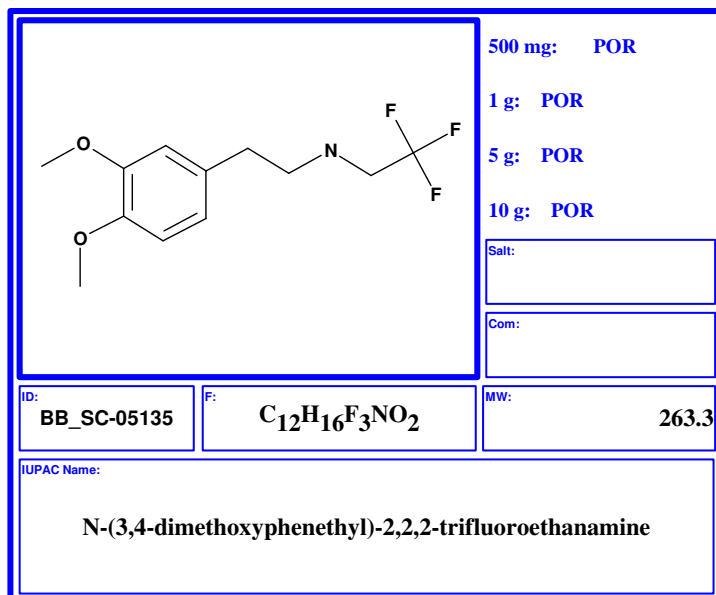 500 mg: POR
1 g: POR
5 g: POR
10 g: POR
F
F
F
N
O
O
Salt:
Com:
ID:
BB_SC-05135
F:
C12H16F3NO2
MW:
263.3
IUPAC Name:
N-(3,4-dimethoxyphenethyl)-2,2,2-trifluoroethanamine